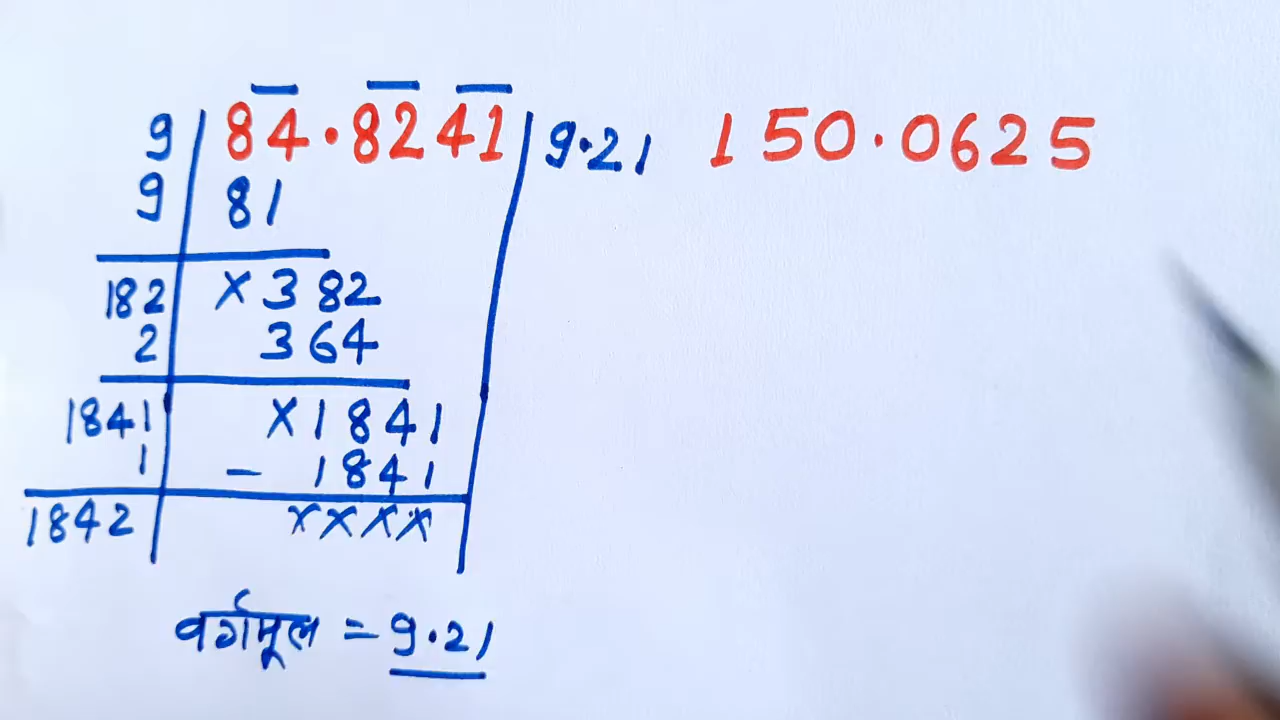 9 84.8241 9.21 150.0625
9 81
182 × 382
2 364
1841 × 1841
1 - 1841
1842 ××××
वर्गमूल = 9.21